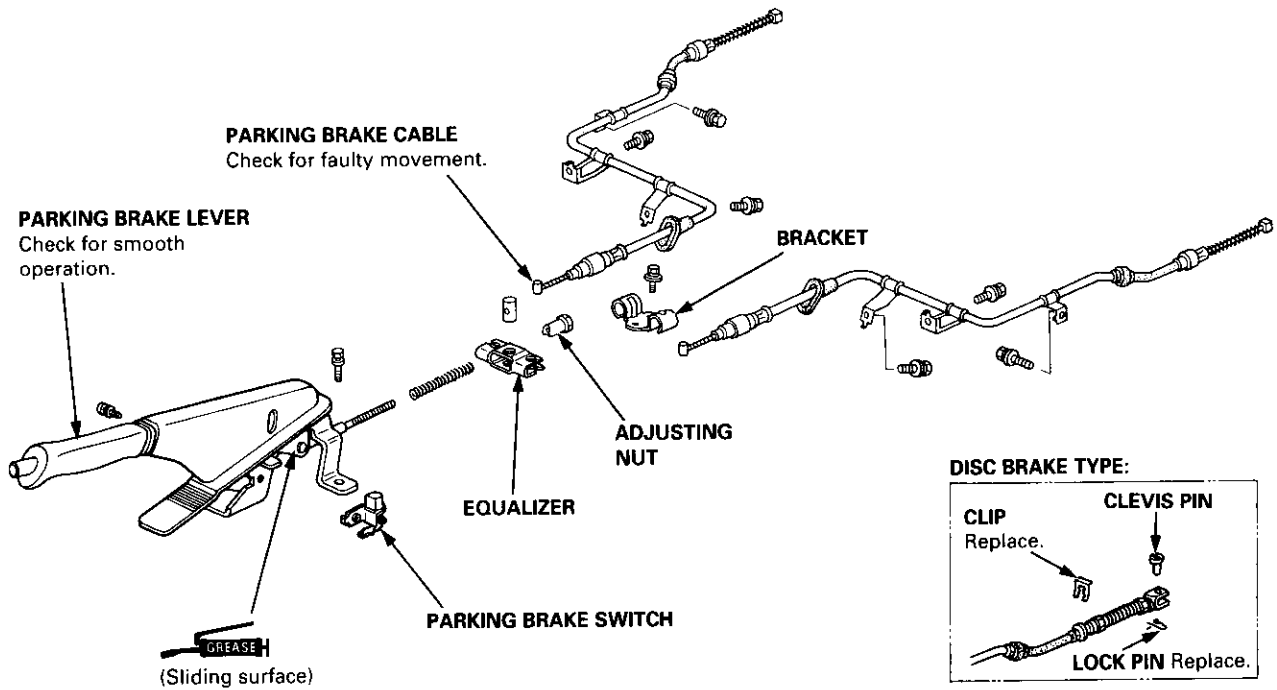 PARKING BRAKE CABLE
Check for faulty movement.
PARKING BRAKE LEVER
Check for smooth
operation.
BRACKET
ADJUSTING
NUT
EQUALIZER
PARKING BRAKE SWITCH
GREASE
(Sliding surface)
DISC BRAKE TYPE:
CLEVIS PIN
CLIP
Replace.
LOCK PIN Replace.